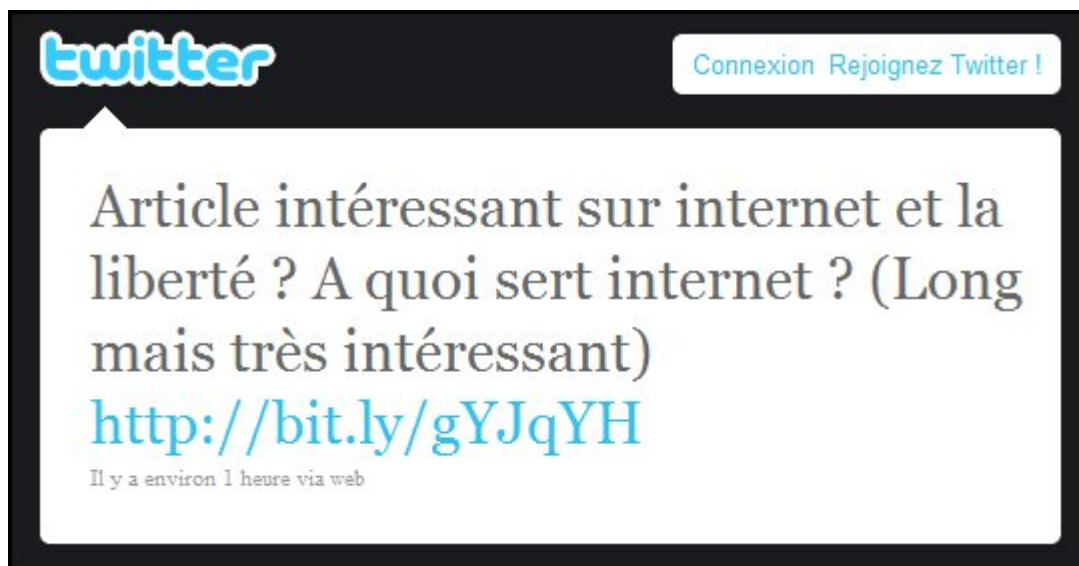 twitter
Connexion Rejoignez Twitter !
Article intéressant sur internet et la
liberté ? A quoi sert internet ? (Long
mais très intéressant)
http://bit.ly/gYJqYH
Il y a environ 1 heure via web